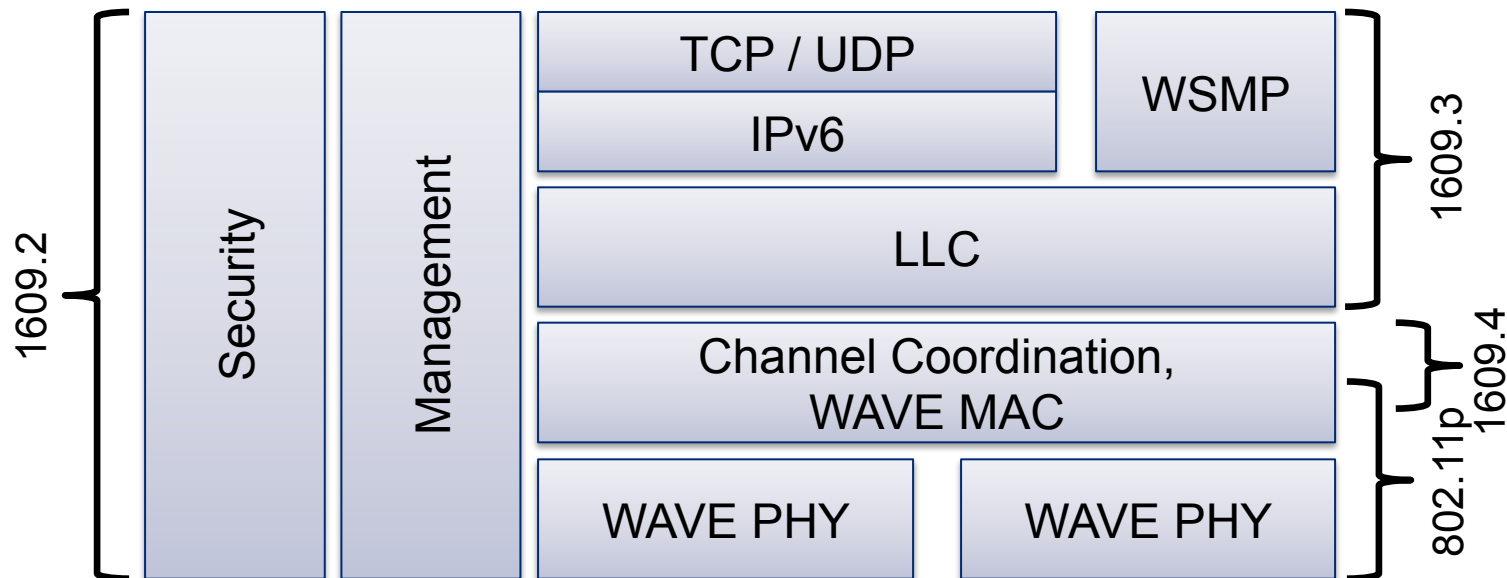 1609.2
Security
Management
TCP / UDP
IPv6
WSMP
LLC
Channel Coordination,
WAVE MAC
WAVE PHY
WAVE PHY
1609.3
1609.4
802.11p